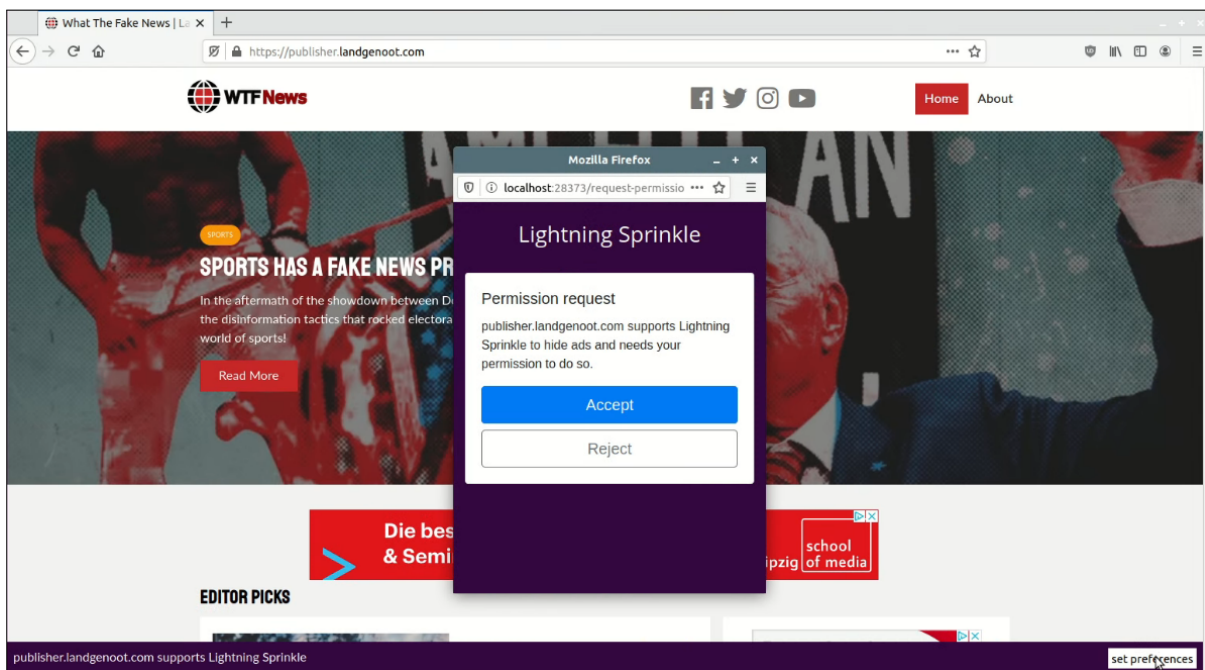 What The Fake News | La
https://publisher.landgenoot.com
WTF News
Home About
AN
SPORTS
SPORTS HAS A FAKE NEWS PR
In the aftermath of the showdown between D
the disinformation tactics that rocked electora
world of sports!
Read More
Mozilla Firefox
localhost:28373/request-permissio
Lightning Sprinkle
Permission request
publisher.landgenoot.com supports Lightning
Sprinkle to hide ads and needs your
permission to do so.
Accept
Reject
Die bes
& Semi
school
ipzig of media
EDITOR PICKS
publisher.landgenoot.com supports Lightning Sprinkle
set preferences